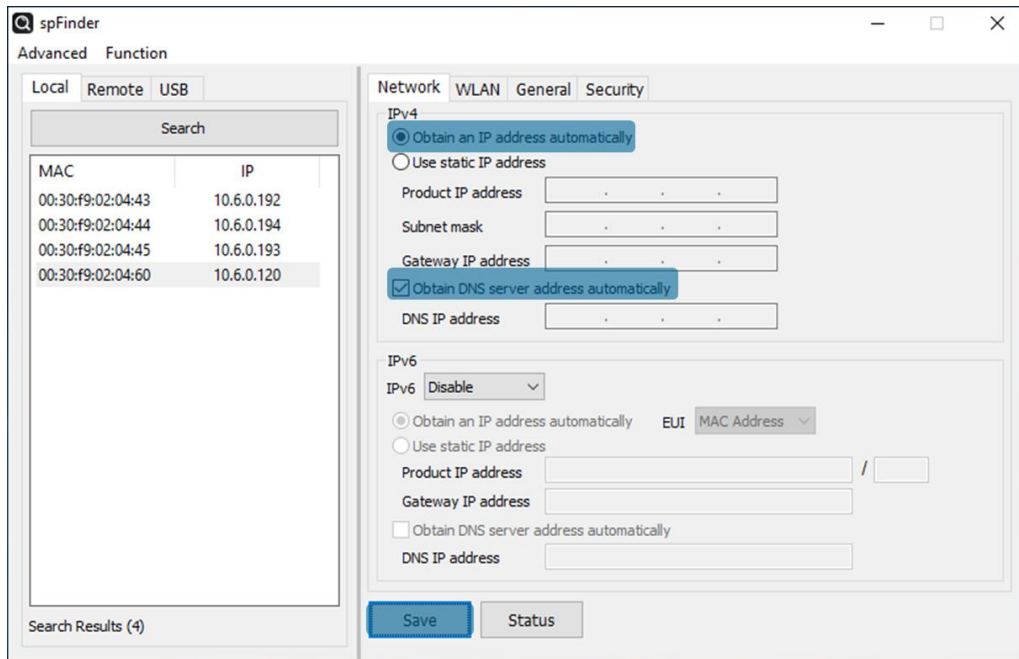 spFinder
Advanced Function
Local Remote USB
Search
MAC IP
00:30:f9:02:04:43 10.6.0.192
00:30:f9:02:04:44 10.6.0.194
00:30:f9:02:04:45 10.6.0.193
00:30:f9:02:04:60 10.6.0.120
Search Results (4)
Network WLAN General Security
IPv4
Obtain an IP address automatically
Use static IP address
Product IP address . . .
Subnet mask . . .
Gateway IP address . . .
Obtain DNS server address automatically
DNS IP address . . .
IPv6
IPv6 Disable
Obtain an IP address automatically EUI MAC Address
Use static IP address
Product IP address /
Gateway IP address
Obtain DNS server address automatically
DNS IP address
Save Status